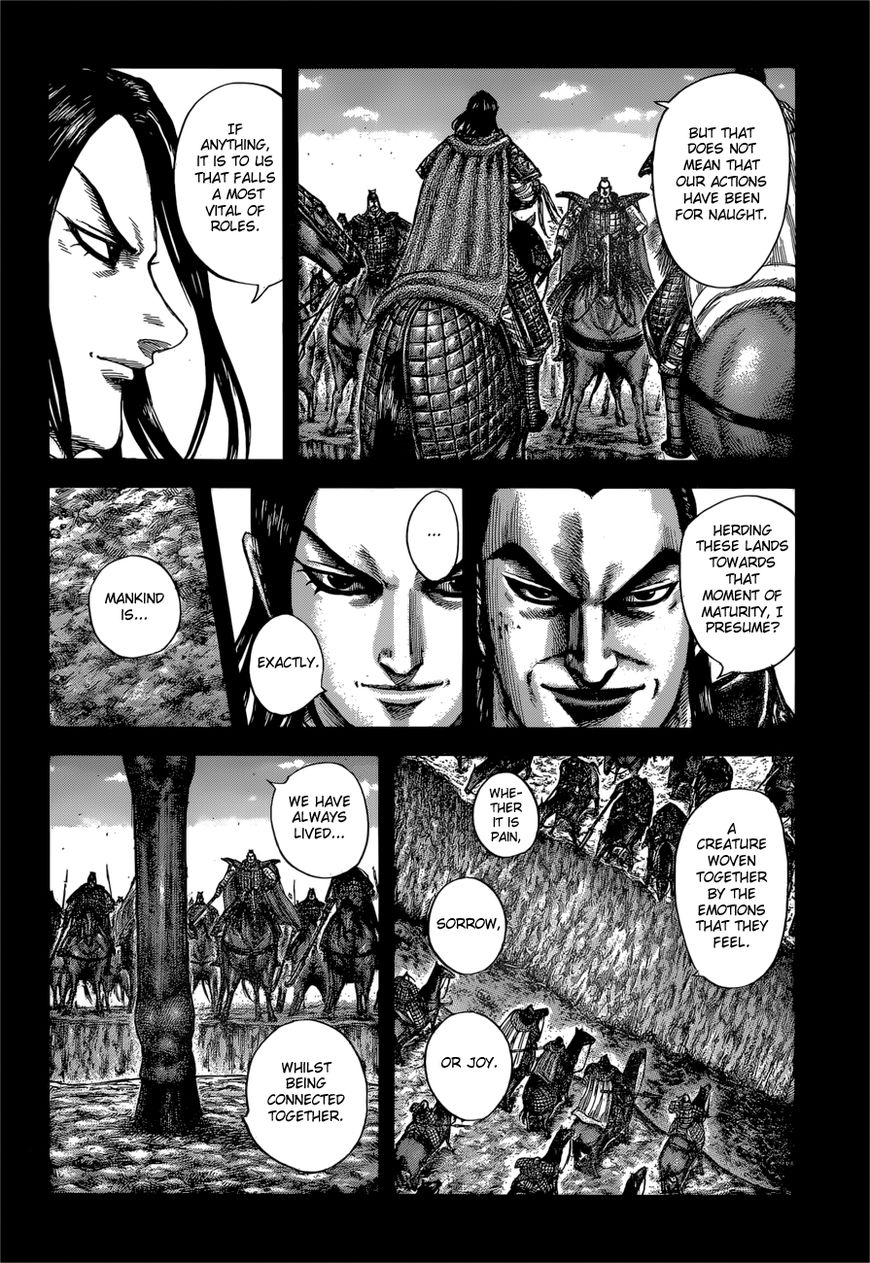 BUT THAT
DOES NOT
MEAN THAT
OUR ACTIONS
HAVE BEEN
FOR NAUGHT.
IF
ANYTHING,
IT IS TO US
THAT FALLS
A MOST
VITAL OF
ROLES.
HERDING
THESE LANDS
TOWARDS
THAT
MOMENT OF
MATURITY, I
PRESUME?
...
EXACTLY.
MANKIND
IS...
A
CREATURE
WOVEN
TOGETHER
BY THE
EMOTIONS
THAT THEY
FEEL.
WHE-
THER
IT IS
PAIN,
SORROW,
OR JOY.
WE HAVE
ALWAYS
LIVED...
WHILST
BEING
CONNECTED
TOGETHER.